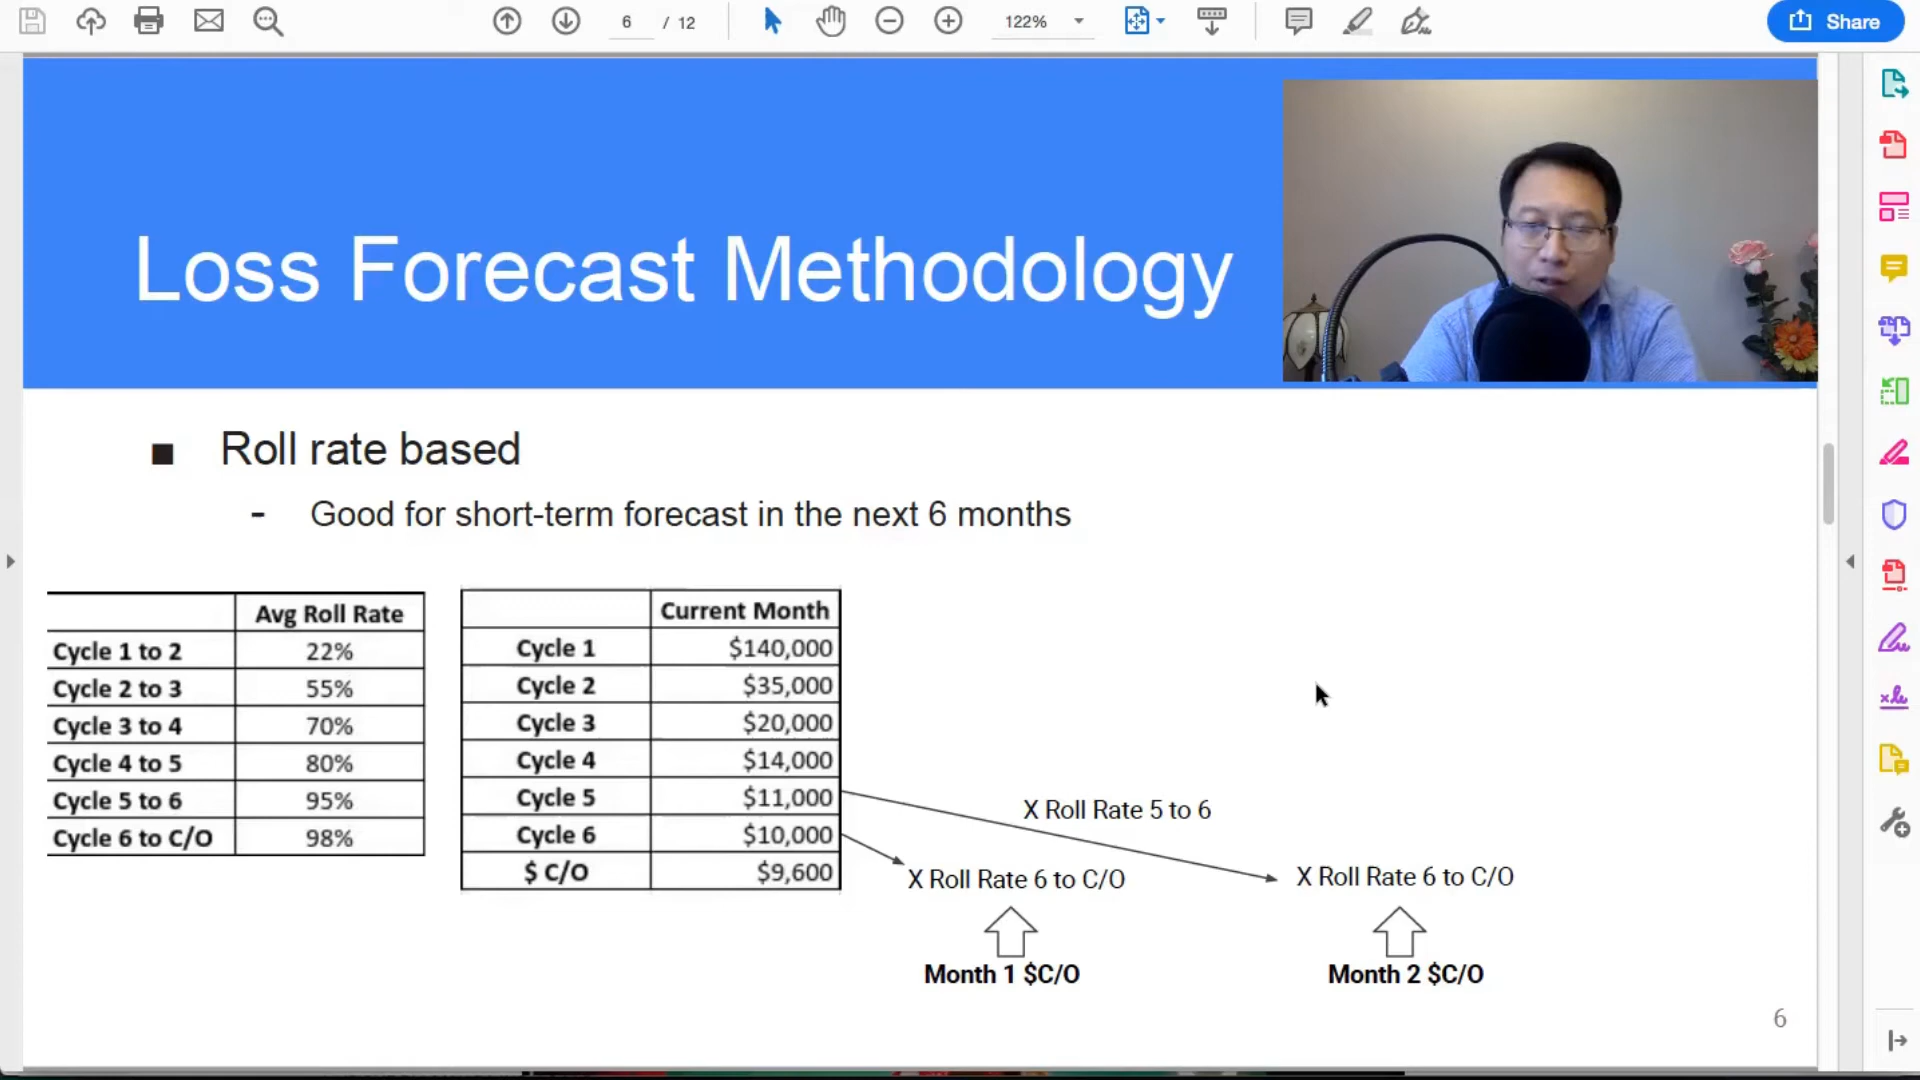 6 / 12
122%
Share
Loss Forecast Methodology
■ Roll rate based
- Good for short-term forecast in the next 6 months
Avg Roll Rate
Cycle 1 to 2 22%
Cycle 2 to 3 55%
Cycle 3 to 4 70%
Cycle 4 to 5 80%
Cycle 5 to 6 95%
Cycle 6 to C/O 98%
Current Month
Cycle 1 $140,000
Cycle 2 $35,000
Cycle 3 $20,000
Cycle 4 $14,000
Cycle 5 $11,000
Cycle 6 $10,000
$ C/O $9,600
X Roll Rate 5 to 6
X Roll Rate 6 to C/O
X Roll Rate 6 to C/O
Month 1 $C/O
Month 2 $C/O
6